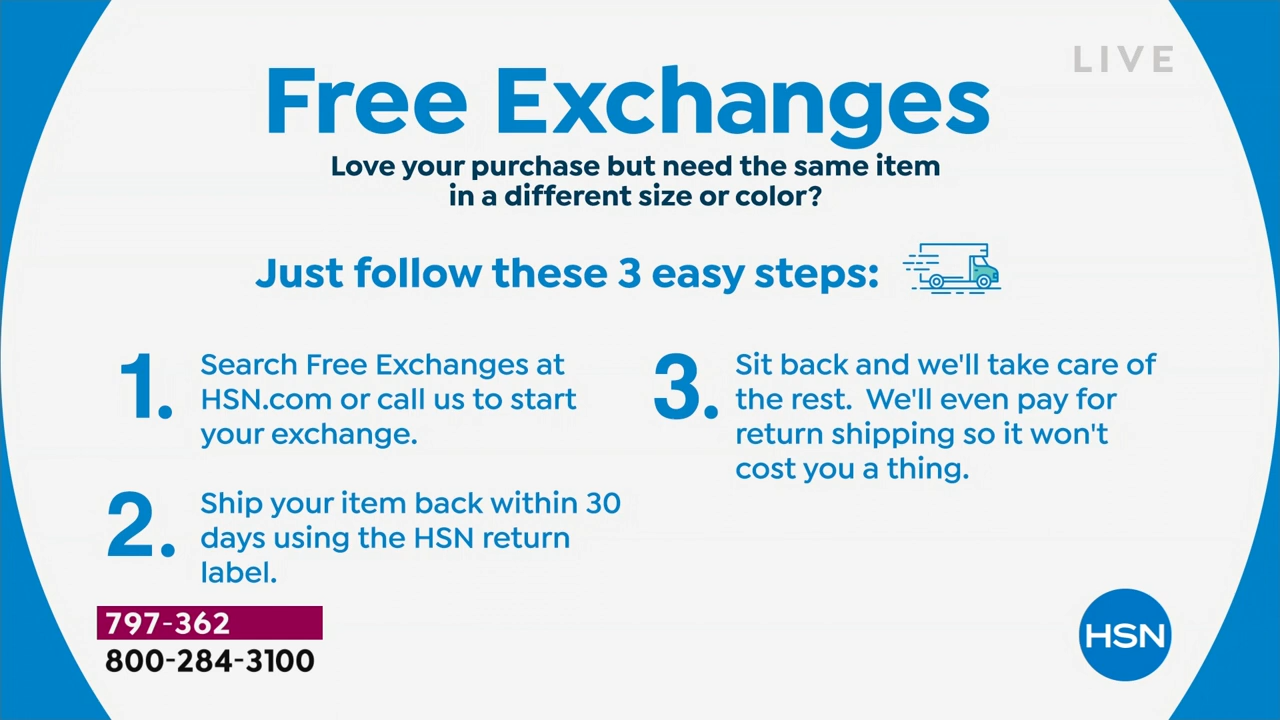 LIVE
Free Exchanges
Love your purchase but need the same item
in a different size or color?
Just follow these 3 easy steps:
1. Search Free Exchanges at
HSN.com or call us to start
your exchange.
2. Ship your item back within 30
days using the HSN return
label.
3. Sit back and we'll take care of
the rest.  We'll even pay for
return shipping so it won't
cost you a thing.
797-362
800-284-3100
HSN